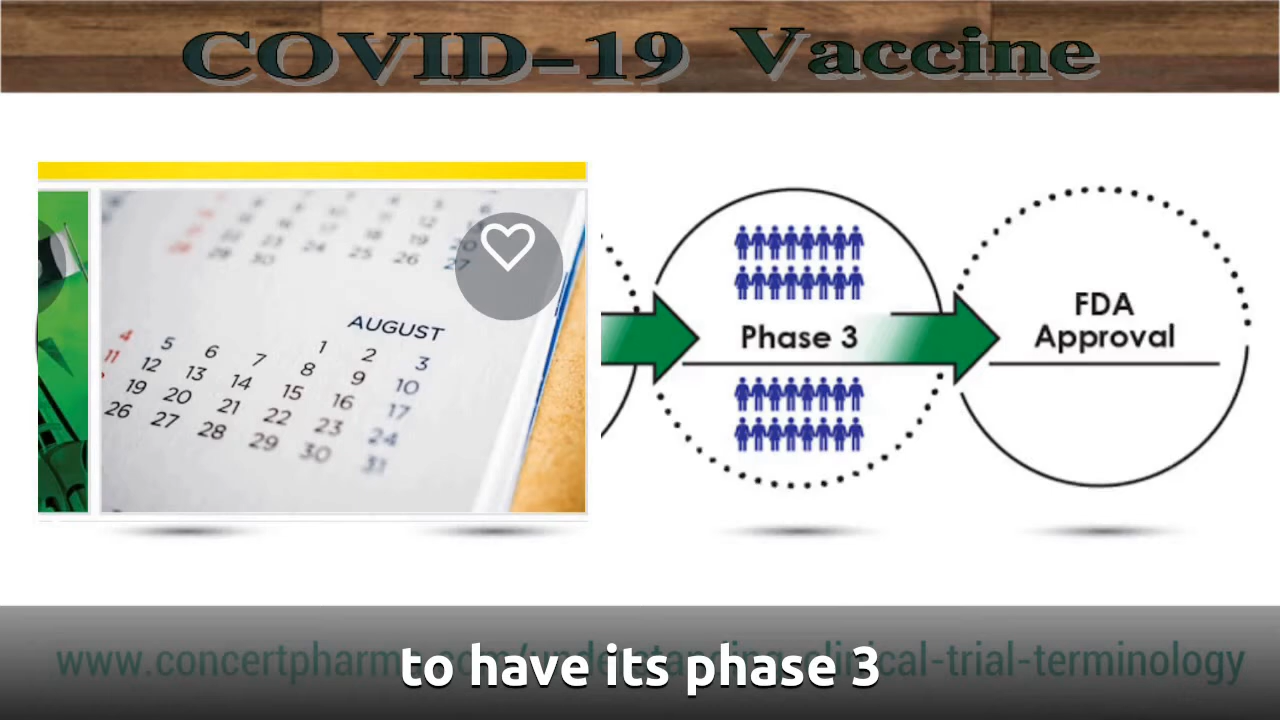 COVID-19 Vaccine
AUGUST
1 2 3
4 5 6 7 8 9 10
11 12 13 14 15 16 17
19 20 21 22 23 24
26 27 28 29 30 31
Phase 3
FDA
Approval
to have its phase 3